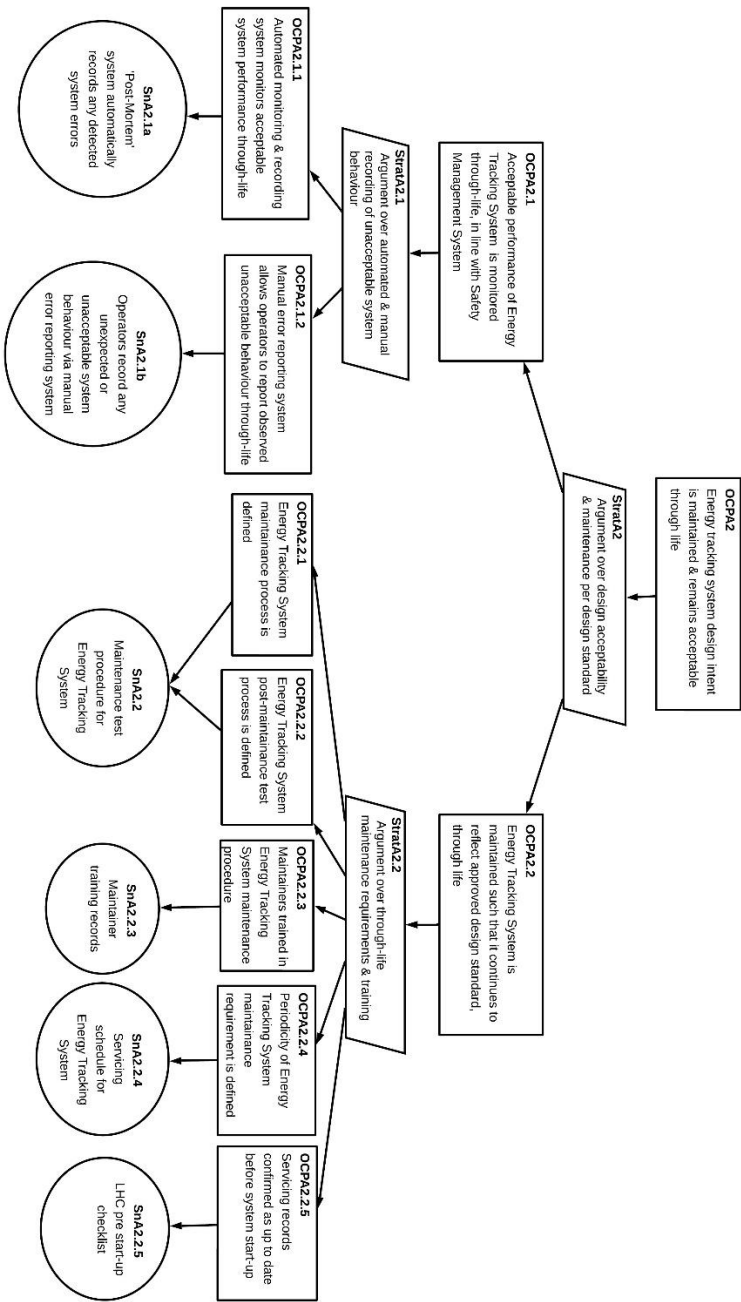 OCPA2
Energy tracking system design intent
is maintained & remains acceptable
through life
StratA2
Argument over design acceptability
& maintenance per design standard
OCPA2.1
Acceptable performance of Energy
Tracking System is monitored
through-life, in line with Safety
Management System
OCPA2.2
Energy Tracking System is
maintained such that it continues to
reflect approved design standard,
through life
StratA2.1
Argument over automated & manual
recording of unacceptable system
behaviour
StratA2.2
Argument over through-life
maintenance requirements & training
OCPA2.1.1
Automated monitoring & recording
system monitors acceptable
system performance through-life
OCPA2.1.2
Manual error reporting system
allows operators to report observed
unacceptable behaviour through-life
OCPA2.2.1
Energy Tracking System
maintainance process is
defined
OCPA2.2.2
Energy Tracking System
post-maintainance test
process is defined
OCPA2.2.3
Maintainers trained in
Energy Tracking
System maintenance
procedure
OCPA2.2.4
Periodicity of Energy
Tracking System
maintainance
requirement is defined
OCPA2.2.5
Servicing records
confirmed as up to date
before system start-up
SnA2.1a
'Post-Mortem'
system automatically
records any detected
system errors
SnA2.1b
Operators record any
unexpected or
unacceptable system
behaviour via manual
error reporting system
SnA2.2
Maintenance test
procedure for
Energy Tracking
System
SnA2.2.3
Maintainer
training records
SnA2.2.4
Servicing
schedule for
Energy Tracking
System
SnA2.2.5
LHC pre start-up
checklist